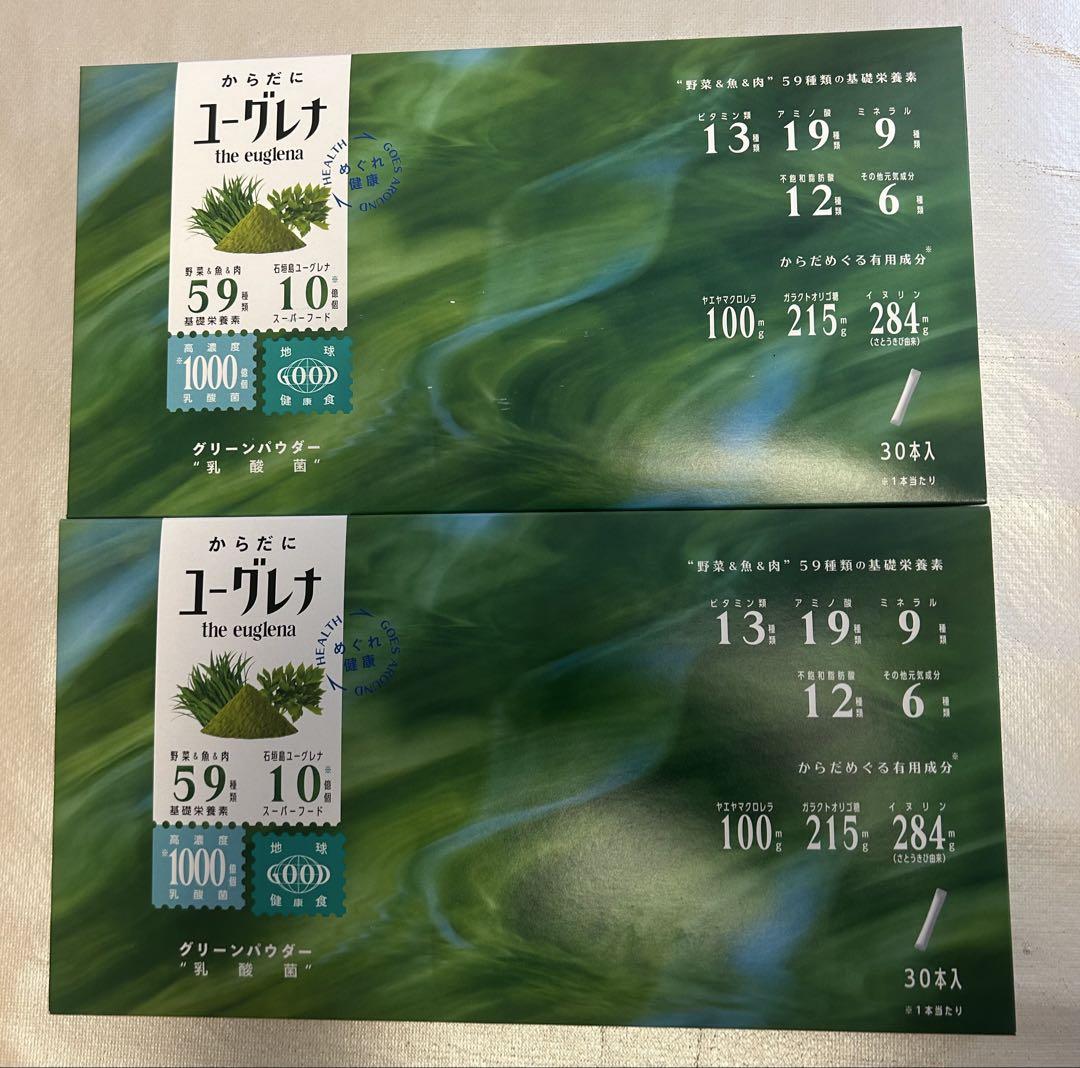 からだに
ユーグレナ
the euglena
HEALTH GOES AROUND
めぐれ
健康
野菜&魚&肉
59種類
基礎栄養素
石垣島ユーグレナ
10億個※
スーパーフード
高濃度
※1000億個
乳酸菌
地球
GOOD
健康食
グリーンパウダー
“乳酸菌”
“野菜&魚&肉” 59種類の基礎栄養素
ビタミン類 アミノ酸 ミネラル
13種類 19種類 9種類
不飽和脂肪酸 その他元気成分
12種類 6種類
からだめぐる有用成分※
ヤエヤマクロレラ ガラクトオリゴ糖 イヌリン
100mg 215mg 284mg
(さとうきび由来)
30本入
※1本当たり
からだに
ユーグレナ
the euglena
HEALTH GOES AROUND
めぐれ
健康
野菜&魚&肉
59種類
基礎栄養素
石垣島ユーグレナ
10億個※
スーパーフード
高濃度
※1000億個
乳酸菌
地球
GOOD
健康食
グリーンパウダー
“乳酸菌”
“野菜&魚&肉” 59種類の基礎栄養素
ビタミン類 アミノ酸 ミネラル
13種類 19種類 9種類
不飽和脂肪酸 その他元気成分
12種類 6種類
からだめぐる有用成分※
ヤエヤマクロレラ ガラクトオリゴ糖 イヌリン
100mg 215mg 284mg
(さとうきび由来)
30本入
※1本当たり